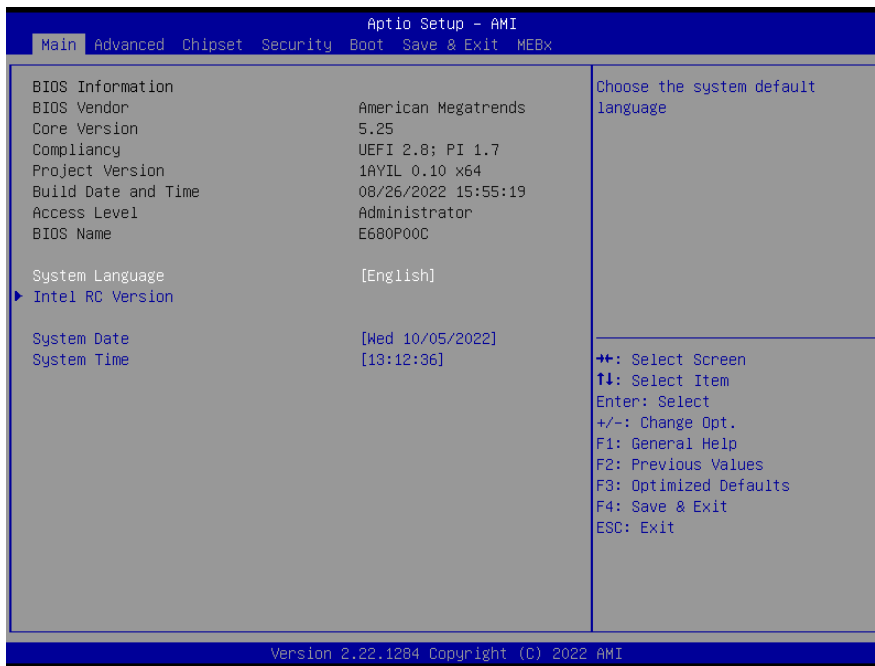 Aptio Setup – AMI
Main Advanced Chipset Security Boot Save & Exit MEBx
BIOS Information
BIOS Vendor American Megatrends
Core Version 5.25
Compliancy UEFI 2.8; PI 1.7
Project Version 1AYIL 0.10 x64
Build Date and Time 08/26/2022 15:55:19
Access Level Administrator
BIOS Name E680P00C
System Language [English]
Intel RC Version
System Date [Wed 10/05/2022]
System Time [13:12:36]
Choose the system default
language
→←: Select Screen
↑↓: Select Item
Enter: Select
+/-: Change Opt.
F1: General Help
F2: Previous Values
F3: Optimized Defaults
F4: Save & Exit
ESC: Exit
Version 2.22.1284 Copyright (C) 2022 AMI